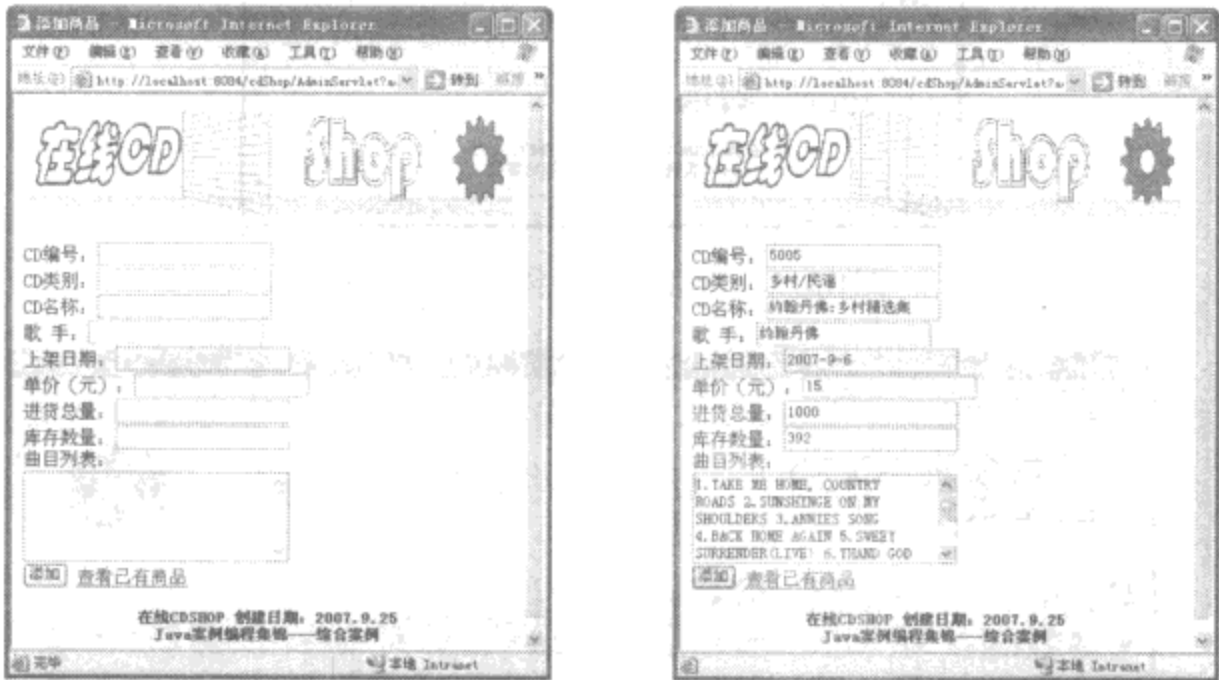 添加商品 - Microsoft Internet Explorer
文件(F) 编辑(E) 查看(V) 收藏(A) 工具(T) 帮助(H)
地址(D) http://localhost:8084/cdShop/AdminServlet?a 转到 »
在线CD Shop
CD编号：
CD类别：
CD名称：
歌 手：
上架日期：
单价（元）：
进货总量：
库存数量：
曲目列表：
添加 查看已有商品
在线CDSHOP 创建日期：2007.9.25
Java案例编程集锦——综合案例
完毕 本地 Intranet
添加商品 - Microsoft Internet Explorer
文件(F) 编辑(E) 查看(V) 收藏(A) 工具(T) 帮助(H)
地址(D) http://localhost:8084/cdShop/AdminServlet?a 转到 »
在线CD Shop
CD编号：5005
CD类别：乡村/民谣
CD名称：约翰丹佛:乡村精选集
歌 手：约翰丹佛
上架日期：2007-9-6
单价（元）：15
进货总量：1000
库存数量：392
曲目列表：
1.TAKE ME HOME, COUNTRY
ROADS 2.SUNSHINGE ON MY
SHOULDERS 3.ANNIES SONG
4.BACK HOME AGAIN 5.SWEET
SURRENDER(LIVE) 6.THAND GOD
添加 查看已有商品
在线CDSHOP 创建日期：2007.9.25
Java案例编程集锦——综合案例
本地 Intranet